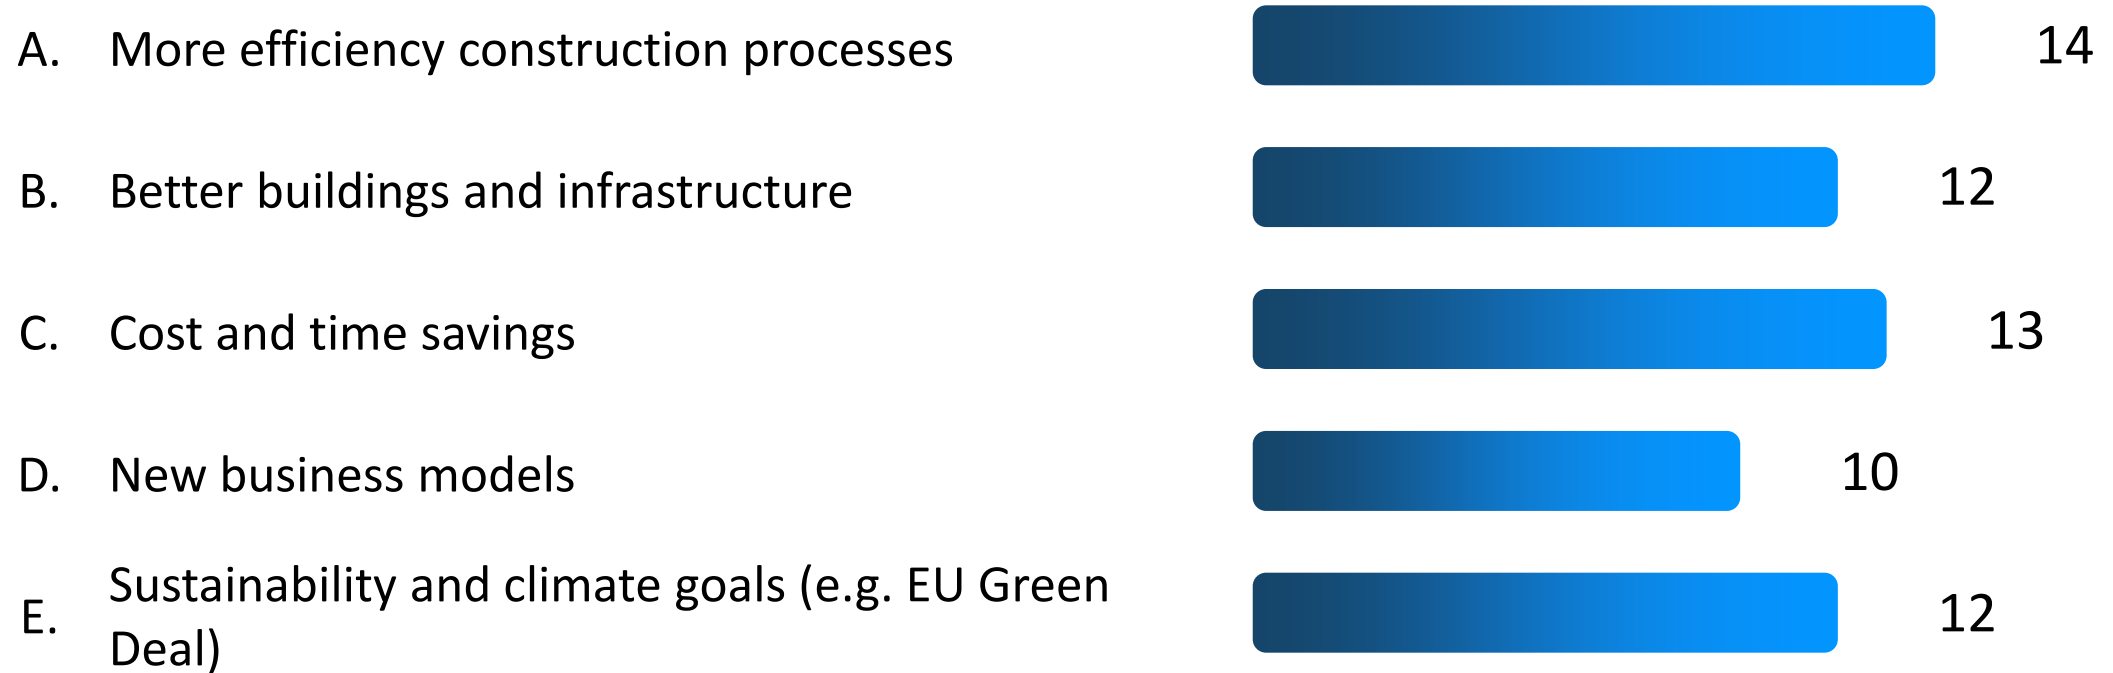 A. More efficiency construction processes 14
B. Better buildings and infrastructure 12
C. Cost and time savings 13
D. New business models 10
E. Sustainability and climate goals (e.g. EU Green
Deal) 12